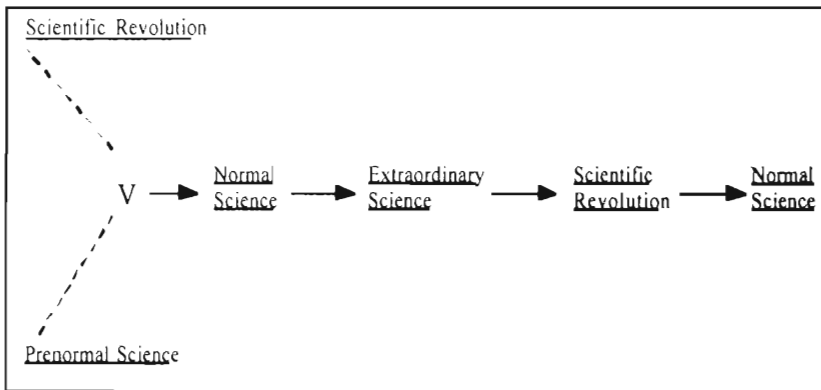 Scientific Revolution
V
Normal
Science
Extraordinary
Science
Scientific
Revolution
Normal
Science
Prenormal Science